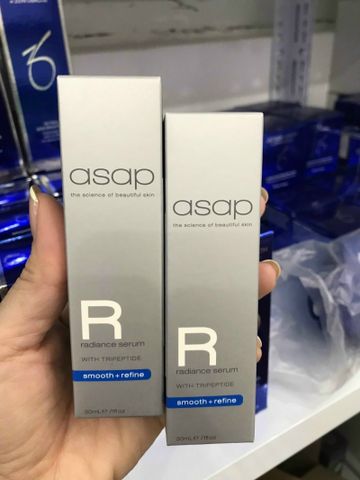 asap
the science of beautiful skin
R
radiance serum
WITH TRIPEPTIDE
smooth + refine
30mL / 1fl oz
asap
the science of beautiful skin
R
radiance serum
WITH TRIPEPTIDE
smooth + refine
30mL / 1fl oz